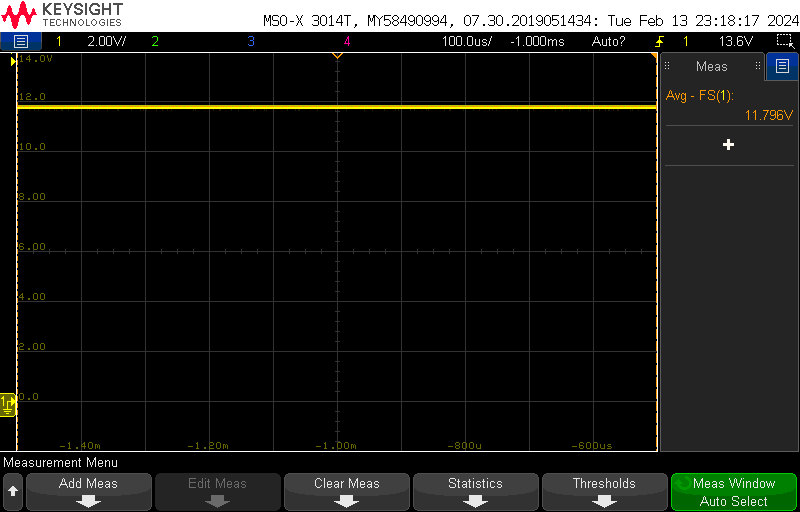 KEYSIGHT
TECHNOLOGIES
MSO-X 3014T, MY58490994, 07.30.2019051434: Tue Feb 13 23:18:17 2024
1 2.00V/ 2 3 4 100.0us/ -1.000ms Auto? 1 13.6V
14.0V
12.0
10.0
8.00
6.00
4.00
2.00
0.0
1
-1.40m -1.20m -1.00m -800u -600us
Meas
Avg - FS(1):
11.796V
Measurement Menu
Add Meas
Edit Meas
Clear Meas
Statistics
Thresholds
Meas Window
Auto Select